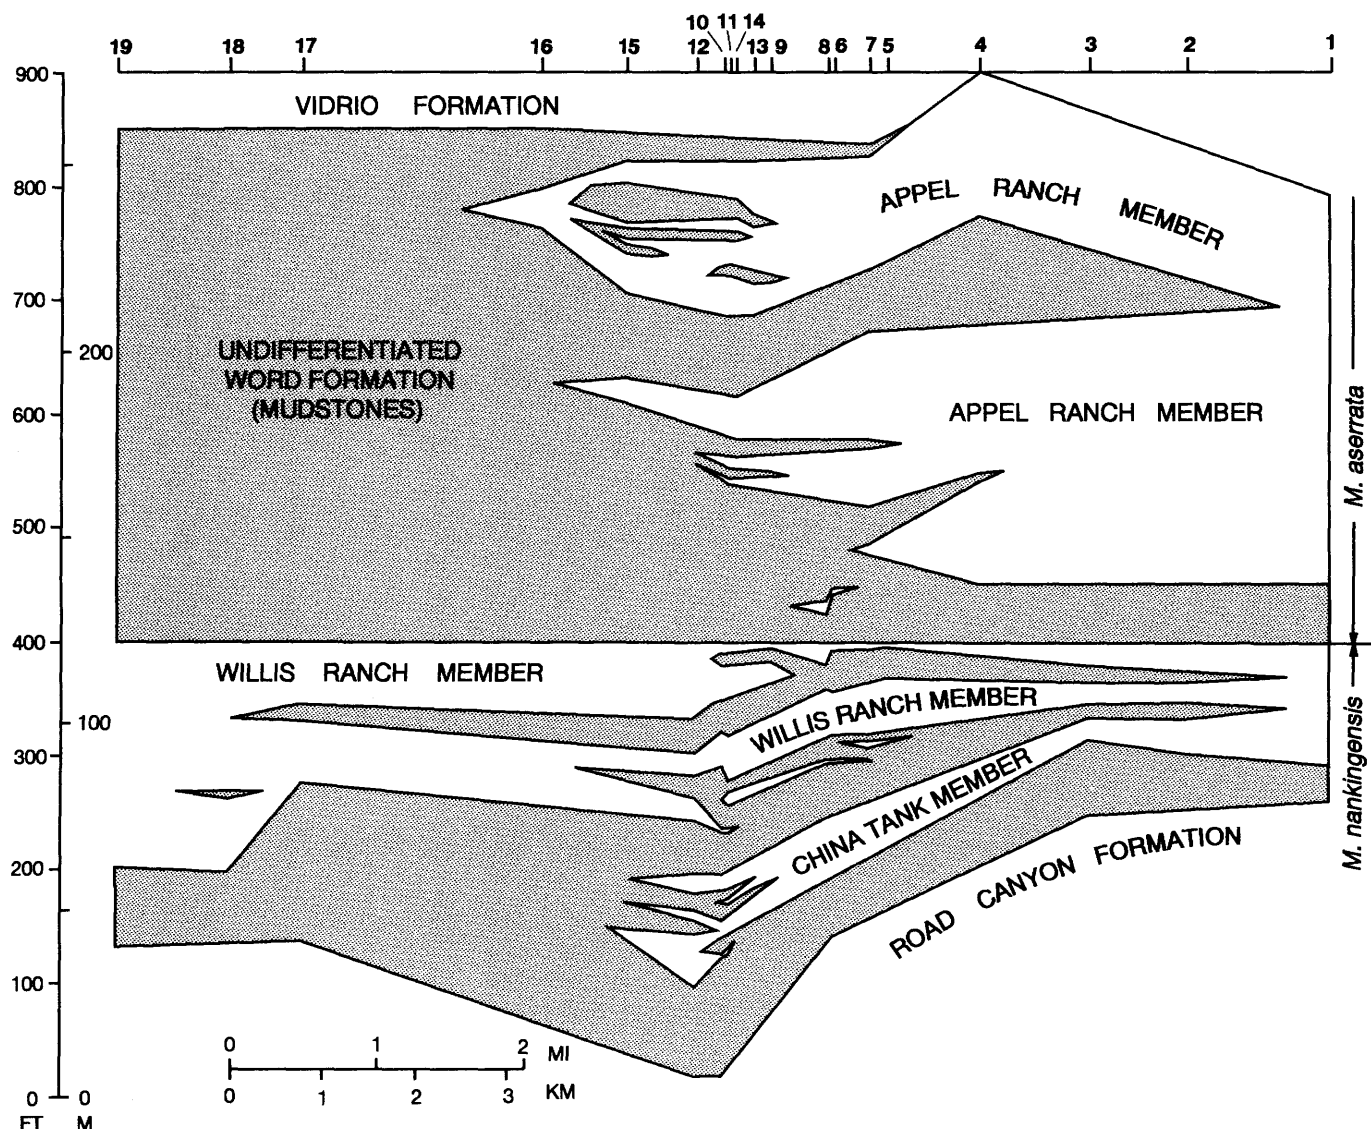 10 11 14
19 18 17 16 15 12 13 9 8 6 7 5 4 3 2 1
900
VIDRIO FORMATION
800
APPEL RANCH MEMBER
700
UNDIFFERENTIATED
WORD FORMATION
(MUDSTONES)
200
600
APPEL RANCH MEMBER
M. aserrata
500
400
WILLIS RANCH MEMBER
WILLIS RANCH MEMBER
100
300
CHINA TANK MEMBER
M. nankingensis
200
ROAD CANYON FORMATION
100
0 1 2 MI
0 1 2 3 KM
0 0
FT M